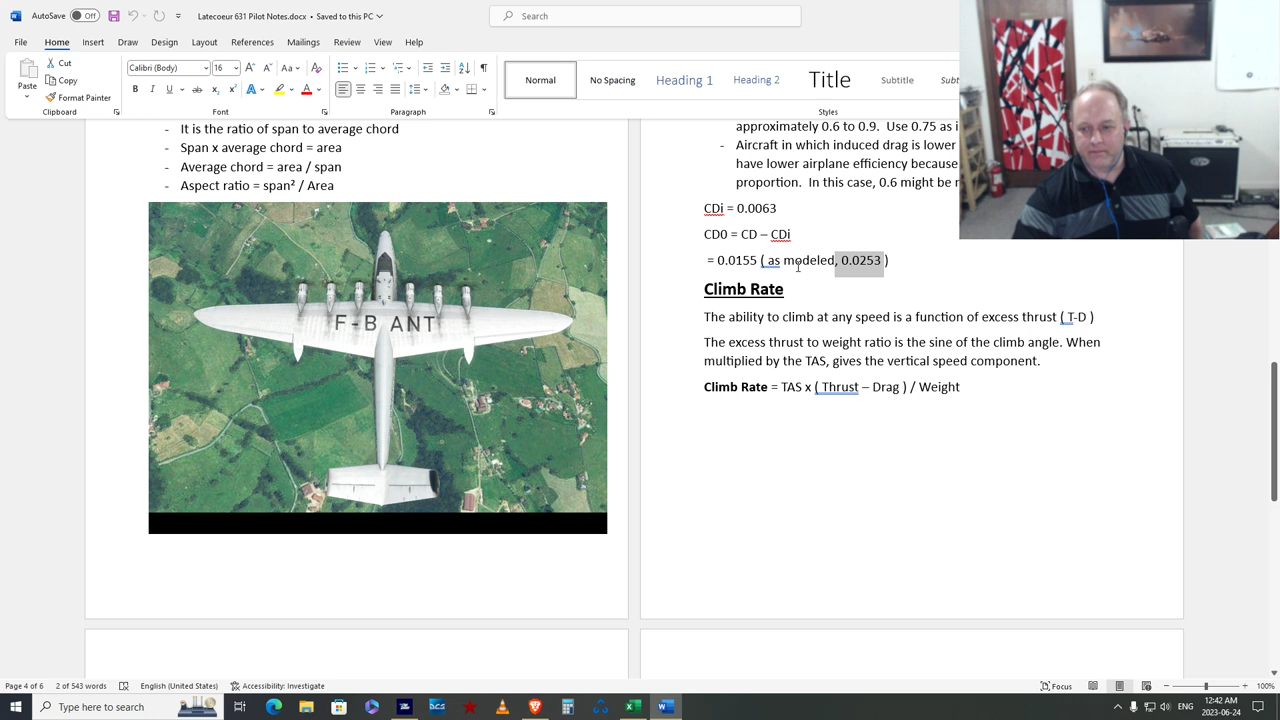 AutoSave Off
Latecoeur 631 Pilot Notes.docx • Saved to this PC
Search
File Home Insert Draw Design Layout References Mailings Review View Help
Paste
Cut
Copy
Format Painter
Clipboard
Calibri (Body) 16
Font
Paragraph
Normal
No Spacing
Heading 1
Heading 2
Title
Subtitle
Styles
- It is the ratio of span to average chord
- Span x average chord = area
- Average chord = area / span
- Aspect ratio = span² / Area
F-B ANT
approximately 0.6 to 0.9. Use 0.75 as i
- Aircraft in which induced drag is lower
have lower airplane efficiency because
proportion. In this case, 0.6 might be
CDi = 0.0063
CD0 = CD – CDi
= 0.0155 ( as modeled, 0.0253 )
Climb Rate
The ability to climb at any speed is a function of excess thrust ( T-D )
The excess thrust to weight ratio is the sine of the climb angle. When
multiplied by the TAS, gives the vertical speed component.
Climb Rate = TAS x ( Thrust – Drag ) / Weight
Page 4 of 6 2 of 543 words English (United States) Accessibility: Investigate Focus 100%
Type here to search
DCS
ENG
12:42 AM
2023-06-24